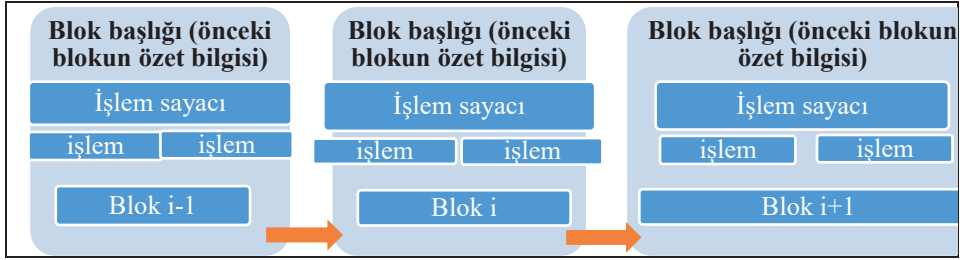 Blok başlığı (önceki
blokun özet bilgisi)
İşlem sayacı
işlem işlem
Blok i-1
Blok başlığı (önceki
blokun özet bilgisi)
İşlem sayacı
işlem işlem
Blok i
Blok başlığı (önceki blokun
özet bilgisi)
İşlem sayacı
işlem işlem
Blok i+1